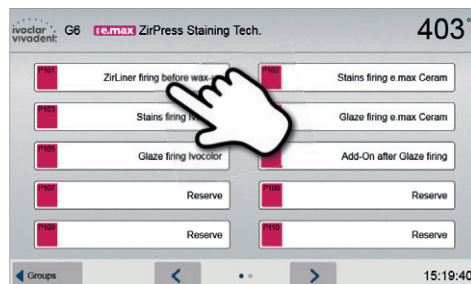 ivoclar vivadent: G6 IPS e.max ZirPress Staining Tech. 403°
P101 ZirLiner firing before wax-
P102 Stains firing e.max Ceram
P103 Stains firing
Glaze firing e.max Ceram
P105 Glaze firing Ivocolor
Add-On after Glaze firing
P107 Reserve
P108 Reserve
P109 Reserve
P110 Reserve
Groups 15:19:40